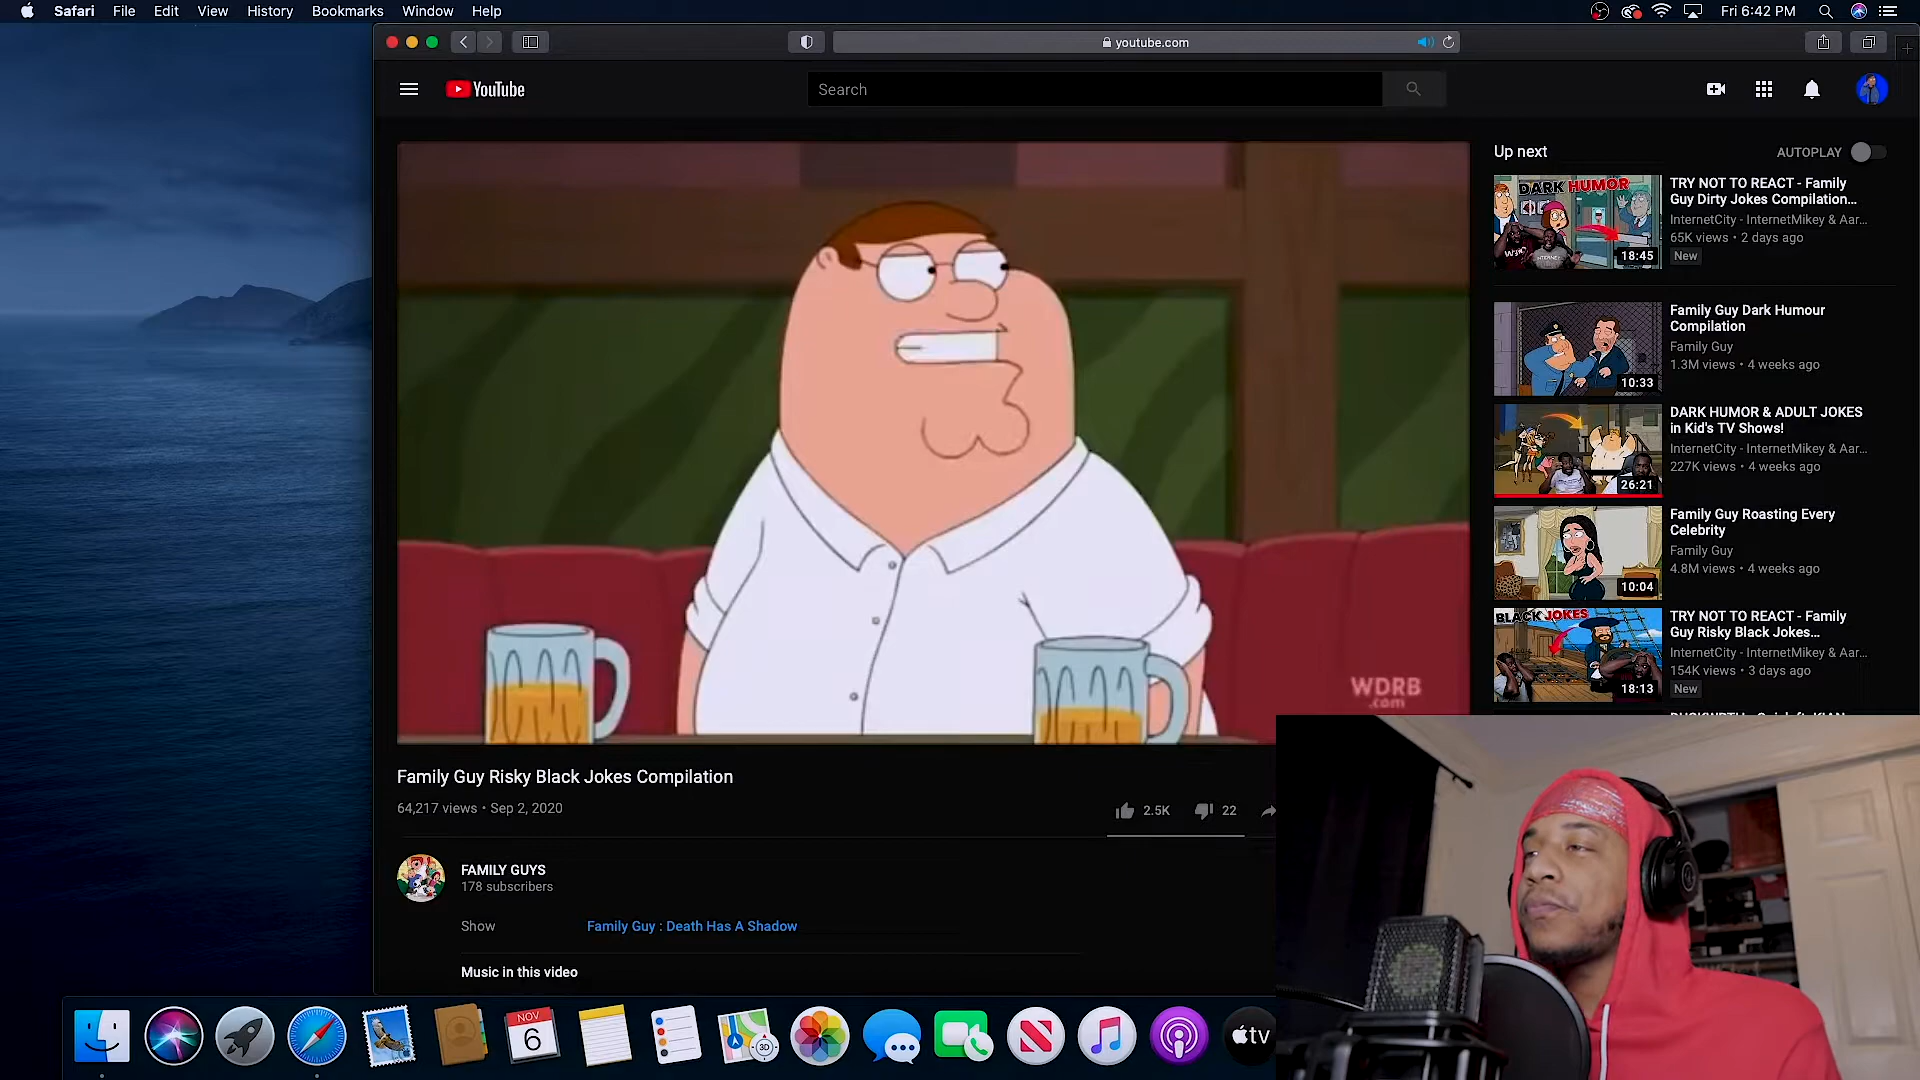 Safari File Edit View History Bookmarks Window Help
Fri 6:42 PM
youtube.com
YouTube
Search
Up next
AUTOPLAY
DARK HUMOR
18:45
TRY NOT TO REACT - Family
Guy Dirty Jokes Compilation...
InternetCity - InternetMikey & Aar...
65K views • 2 days ago
New
10:33
Family Guy Dark Humour
Compilation
Family Guy
1.3M views • 4 weeks ago
26:21
DARK HUMOR & ADULT JOKES
in Kid's TV Shows!
InternetCity - InternetMikey & Aar...
227K views • 4 weeks ago
10:04
Family Guy Roasting Every
Celebrity
Family Guy
4.8M views • 4 weeks ago
BLACK JOKES
18:13
TRY NOT TO REACT - Family
Guy Risky Black Jokes...
InternetCity - InternetMikey & Aar...
154K views • 3 days ago
New
WDRB
.com
Family Guy Risky Black Jokes Compilation
64,217 views • Sep 2, 2020
2.5K
22
FAMILY GUYS
178 subscribers
Show
Family Guy : Death Has A Shadow
Music in this video
NOV
6
3D
tv